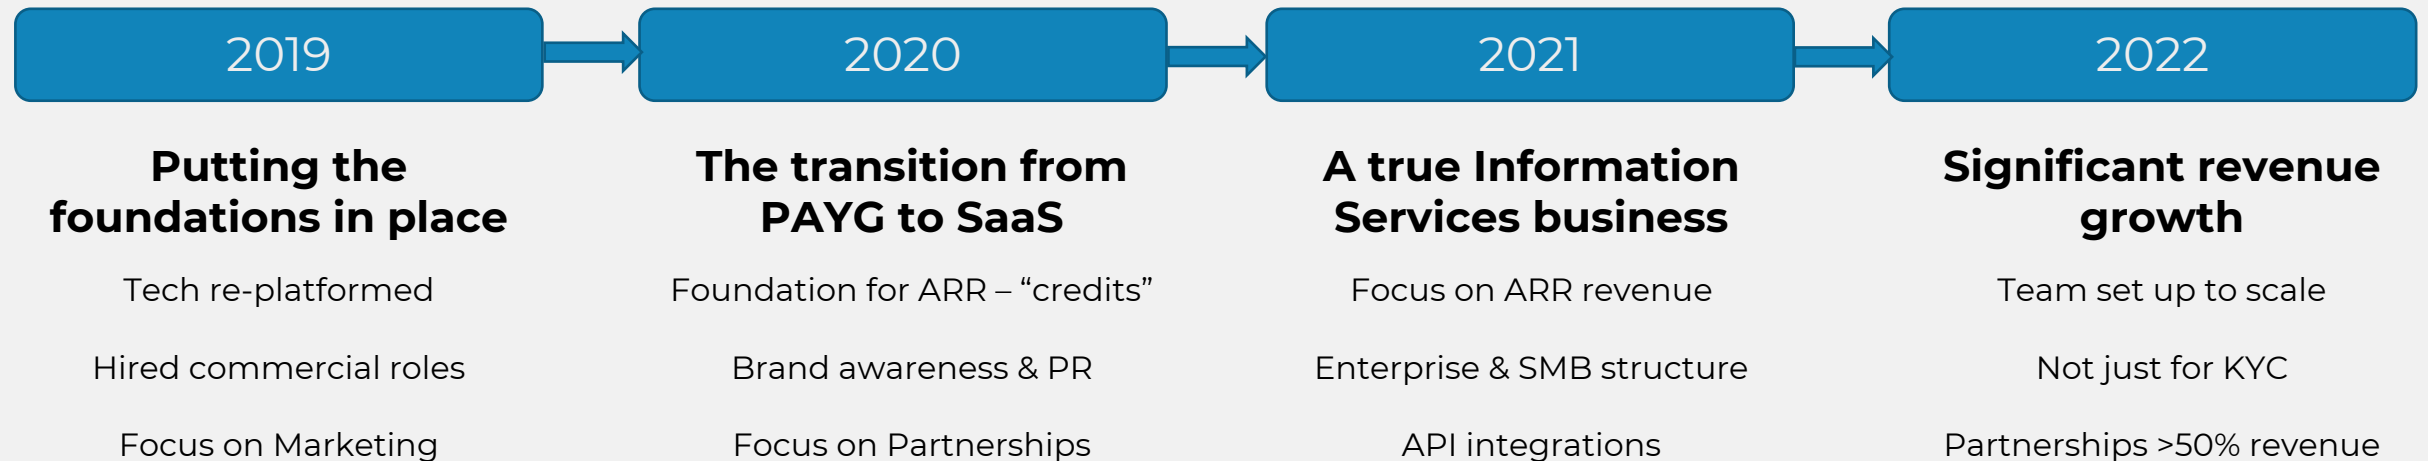 2019
Putting the
foundations in place
Tech re-platformed
Hired commercial roles
Focus on Marketing
2020
The transition from
PAYG to SaaS
Foundation for ARR – “credits”
Brand awareness & PR
Focus on Partnerships
2021
A true Information
Services business
Focus on ARR revenue
Enterprise & SMB structure
API integrations
2022
Significant revenue
growth
Team set up to scale
Not just for KYC
Partnerships >50% revenue